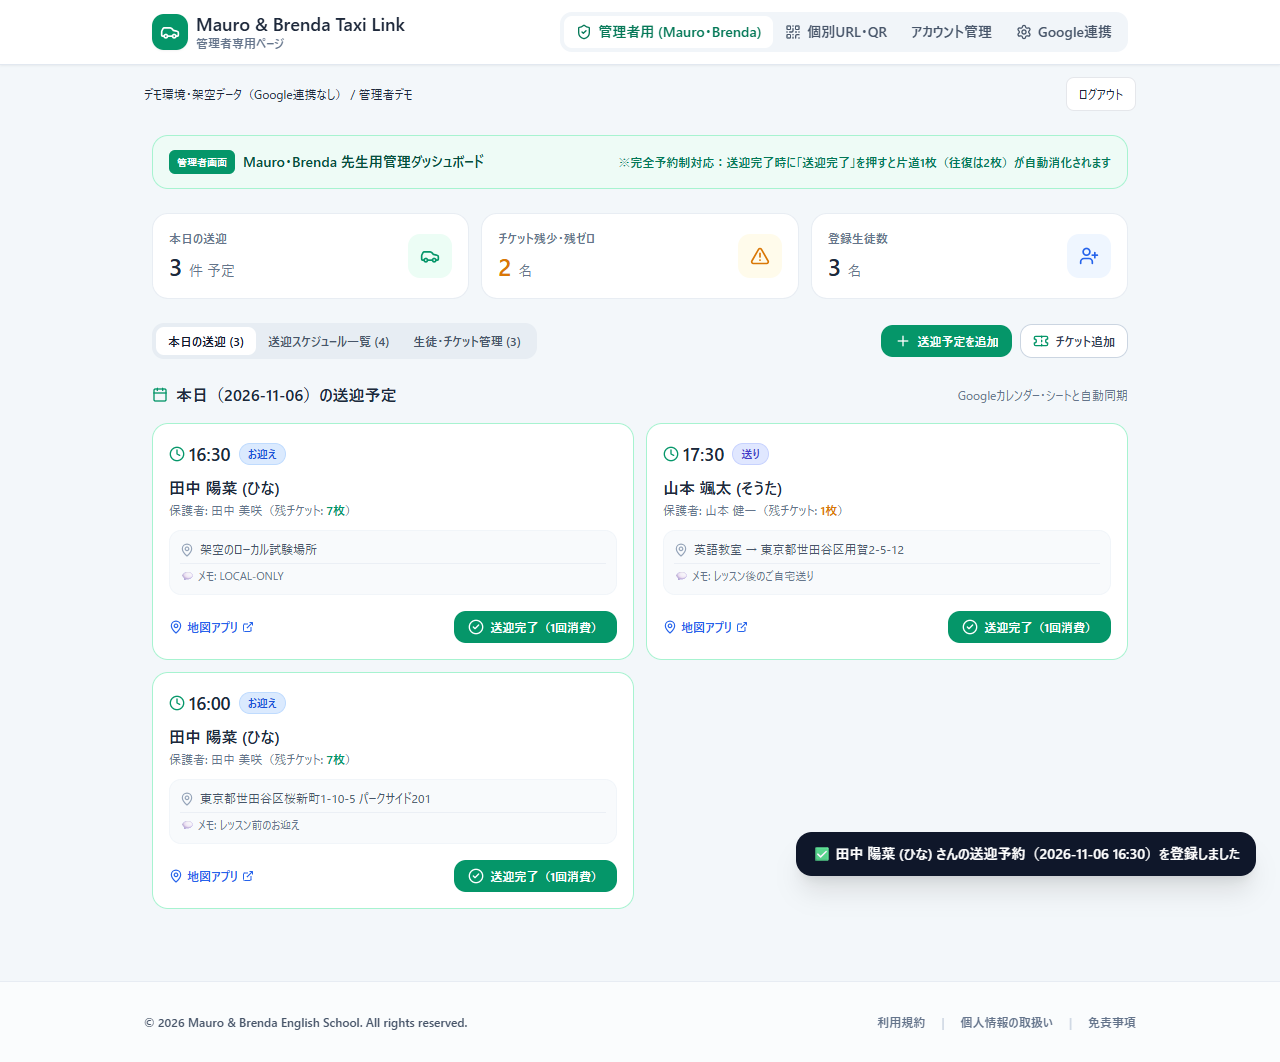 Mauro & Brenda Taxi Link
管理者専用ページ
管理者用 (Mauro・Brenda)
個別URL・QR
アカウント管理
Google連携
デモ環境・架空データ（Google連携なし） / 管理者デモ
ログアウト
管理者画面
Mauro・Brenda 先生用管理ダッシュボード
※完全予約制対応：送迎完了時に「送迎完了」を押すと片道1枚（往復は2枚）が自動消化されます
本日の送迎
3 件 予定
チケット残少・残ゼロ
2 名
登録生徒数
3 名
本日の送迎 (3)
送迎スケジュール一覧 (4)
生徒・チケット管理 (3)
送迎予定を追加
チケット追加
本日（2026-11-06）の送迎予定
Googleカレンダー・シートと自動同期
16:30 お迎え
田中 陽菜 (ひな)
保護者: 田中 美咲（残チケット: 7枚）
架空のローカル試験場所
メモ: LOCAL-ONLY
地図アプリ
送迎完了（1回消費）
17:30 送り
山本 颯太 (そうた)
保護者: 山本 健一（残チケット: 1枚）
英語教室 → 東京都世田谷区用賀2-5-12
メモ: レッスン後のご自宅送り
地図アプリ
送迎完了（1回消費）
16:00 お迎え
田中 陽菜 (ひな)
保護者: 田中 美咲（残チケット: 7枚）
東京都世田谷区桜新町1-10-5 パークサイド201
メモ: レッスン前のお迎え
地図アプリ
送迎完了（1回消費）
✅ 田中 陽菜 (ひな) さんの送迎予約（2026-11-06 16:30）を登録しました
© 2026 Mauro & Brenda English School. All rights reserved.
利用規約 | 個人情報の取扱い | 免責事項